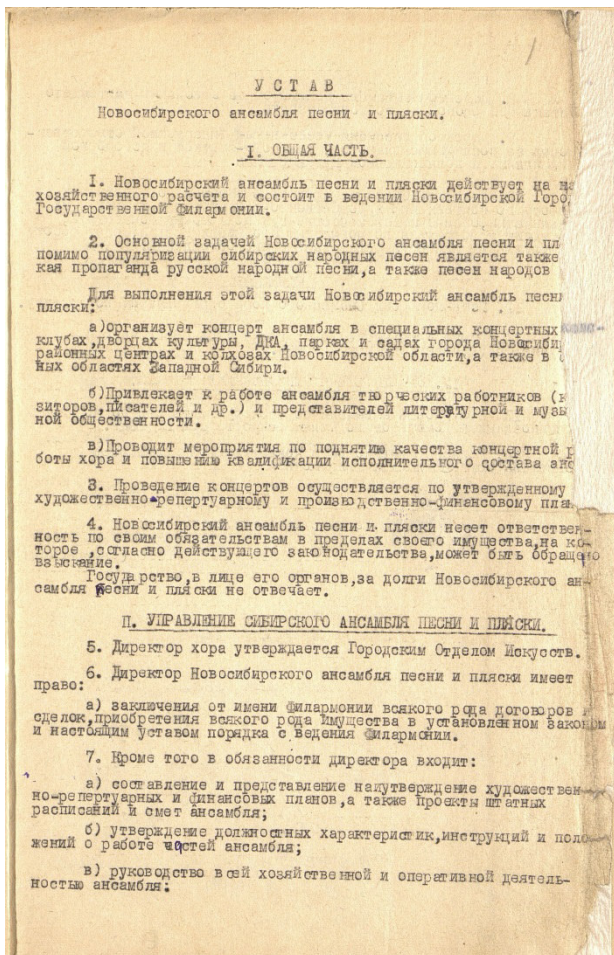 1
У С Т А В
Новосибирского ансамбля песни и пляски.
I. ОБЩАЯ ЧАСТЬ.
I. Новосибирский ансамбль песни и пляски действует на
хозяйственного расчета и состоит в ведении Новосибирской Горо
Государственной Филармонии.
2. Основной задачей Новосибирского ансамбля песни и пл
помимо популяризации сибирских народных песен является также
кая пропаганда русской народной песни,а также песен народов
Для выполнения этой задачи Новосибирский ансамбль песни
пляски:
а)организует концерт ансамбля в специальных концертных
клубах,дворцах культуры, ДКА, парках и садах города Новосиби
районных центрах и колхозах Новосибирской области,а также в
ных областях Западной Сибири.
б)Привлекает к работе ансамбля творческих работников (к
зиторов,писателей и др.) и представителей литературной и музы
ной общественности.
в)Проводит мероприятия по поднятию качества концертной р
боты хора и повышению квалификации исполнительного состава анс
3. Проведение концертов осуществляется по утвержденному
художественно-репертуарному и производственно-финансовому пла
4. Новосибирский ансамбль песни и пляски несет ответствен-
ность по своим обязательствам в пределах своего имущества,на ко-
торое ,согласно действующего законодательства,может быть обращено
взыскание.
Государство,в лице его органов,за долги Новосибирского ан-
самбля песни и пляски не отвечает.
П. УПРАВЛЕНИЕ СИБИРСКОГО АНСАМБЛЯ ПЕСНИ И ПЛЯСКИ.
5. Директор хора утверждается Городским Отделом Искусств.
6. Директор Новосибирского ансамбля песни и пляски имеет
право:
а) заключения от имени Филармонии всякого рода договоров и
сделок,приобретения всякого рода имущества в установленном законом
и настоящим уставом порядка с ведения Филармонии.
7. Кроме того в обязанности директора входит:
а) составление и представление наиутверждение художествен-
но-репертуарных и финансовых планов,а также проекты штатных
расписаний и смет ансамбля;
б) утверждение должностных характеристик,инструкций и поло-
жений о работе частей ансамбля;
в) руководство всей хозяйственной и оперативной деятель-
ностью ансамбля;